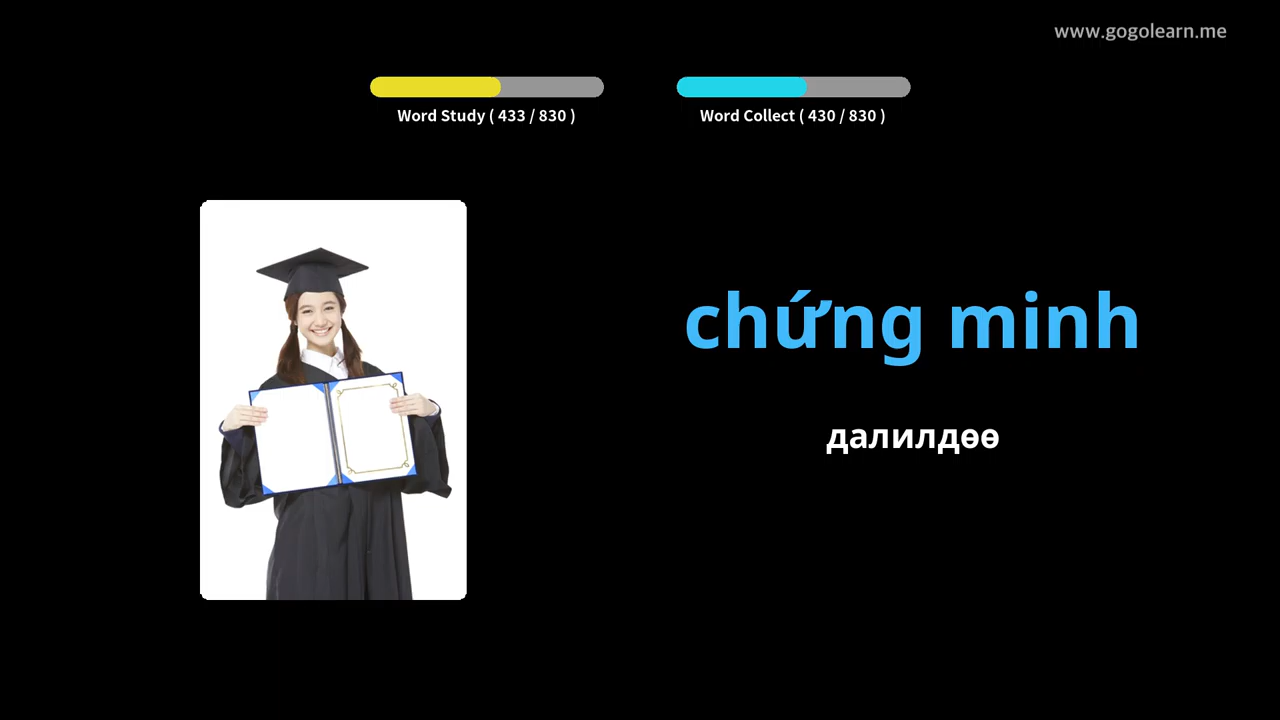 www.gogolearn.me
Word Study ( 433 / 830 )
Word Collect ( 430 / 830 )
chứng minh
далилдөө